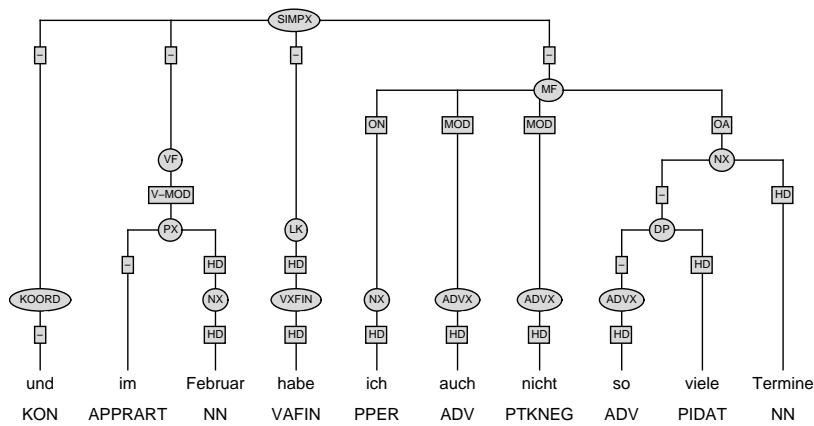 SIMPX
– – – –
MF
ON MOD MOD OA
VF NX
V–MOD – HD
PX LK DP
– HD HD – HD
KOORD NX VXFIN NX ADVX ADVX ADVX
– HD HD HD HD HD HD
und im Februar habe ich auch nicht so viele Termine
KON APPRART NN VAFIN PPER ADV PTKNEG ADV PIDAT NN